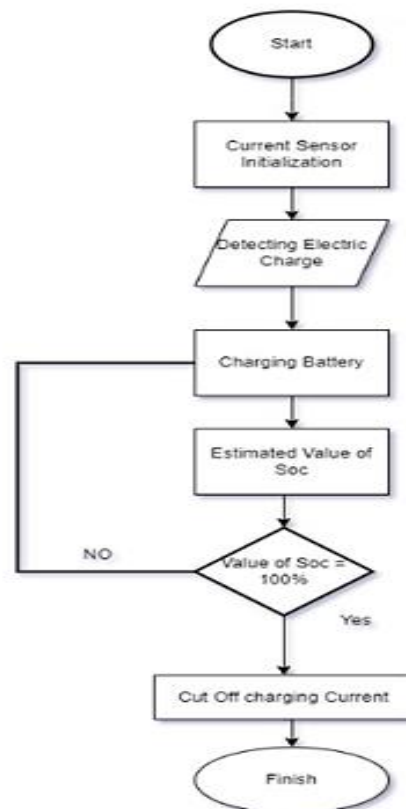 Start
Current Sensor
Initialization
Detecting Electric
Charge
Charging Battery
Estimated Value of
Soc
Value of Soc =
100%
NO
Yes
Cut Off charging Current
Finish